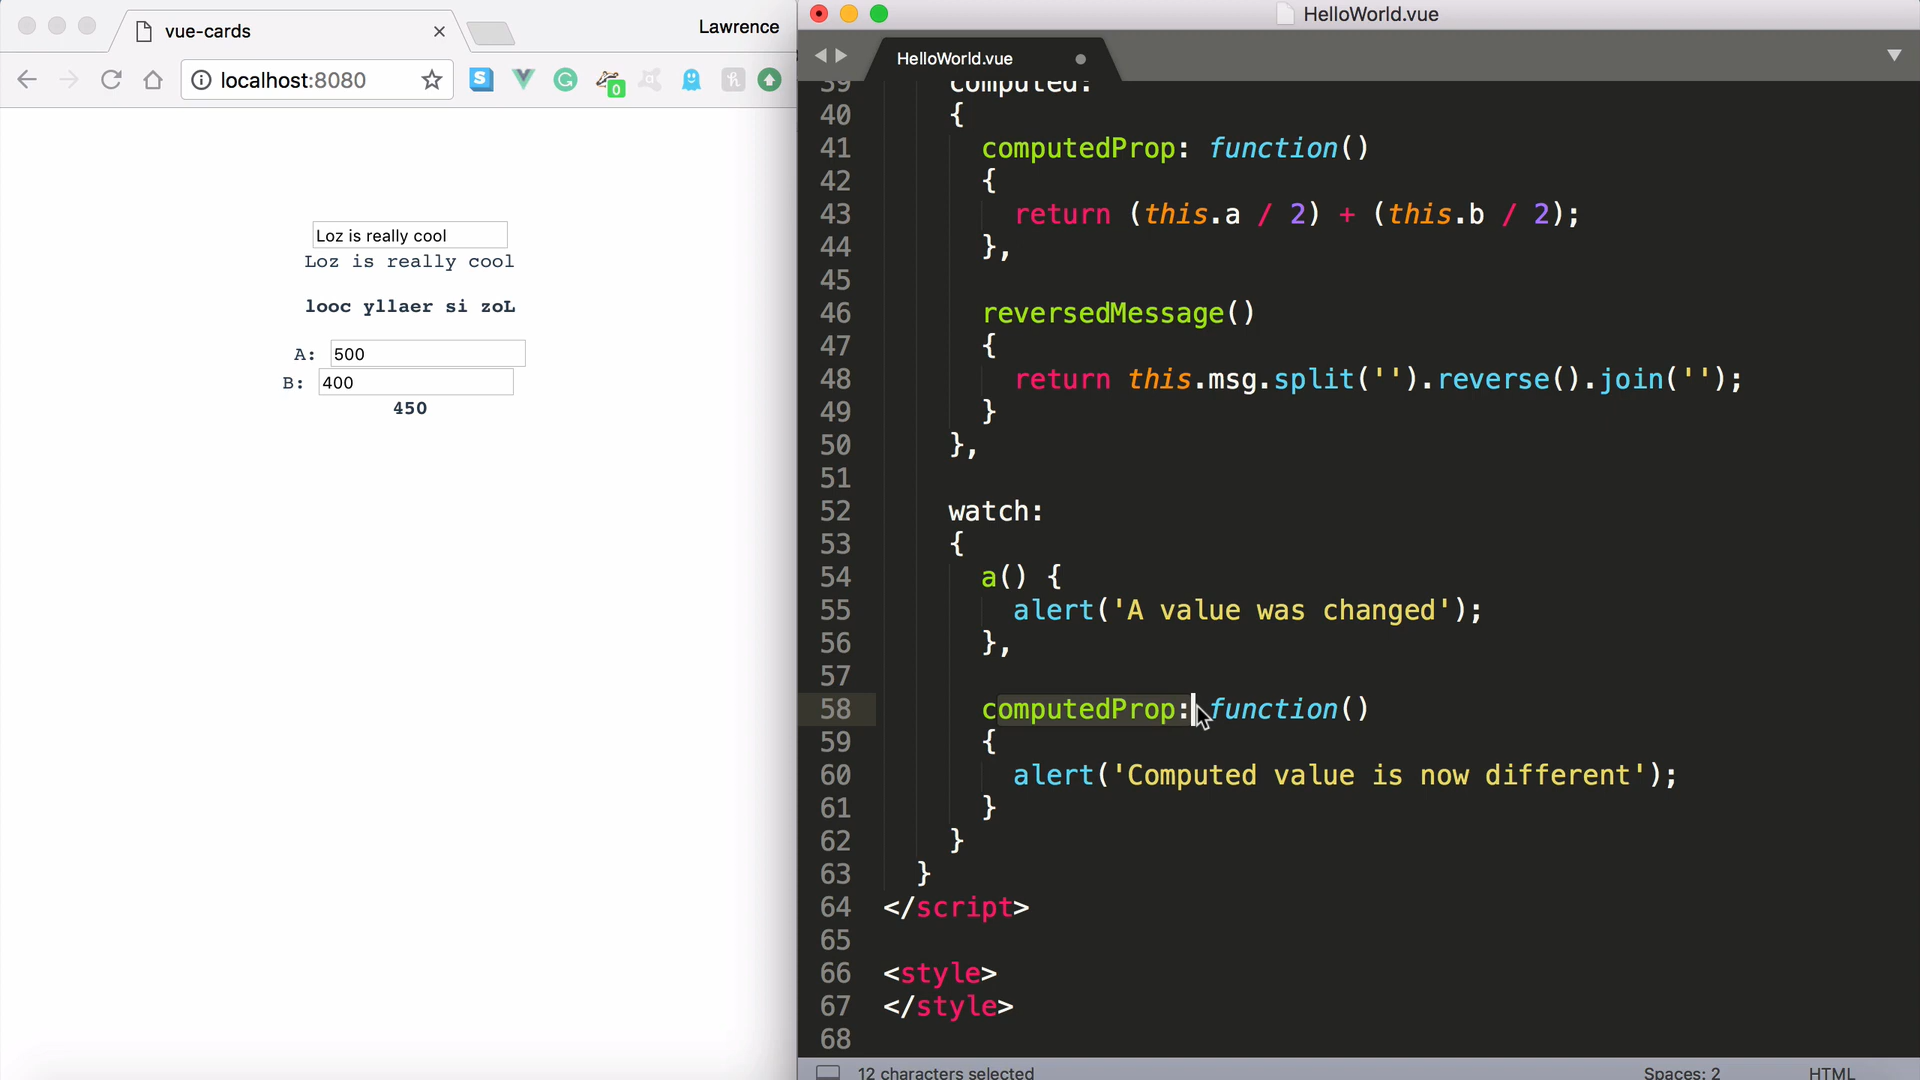 vue-cards
Lawrence
localhost:8080
0
Loz is really cool
Loz is really cool
looc yllaer si zoL
A: 500
B: 400
450
HelloWorld.vue
HelloWorld.vue
39 computed:
40 {
41 computedProp: function()
42 {
43 return (this.a / 2) + (this.b / 2);
44 },
45
46 reversedMessage()
47 {
48 return this.msg.split('').reverse().join('');
49 }
50 },
51
52 watch:
53 {
54 a() {
55 alert('A value was changed');
56 },
57
58 computedProp: function()
59 {
60 alert('Computed value is now different');
61 }
62 }
63 }
64 </script>
65
66 <style>
67 </style>
68
12 characters selected
Spaces: 2
HTML